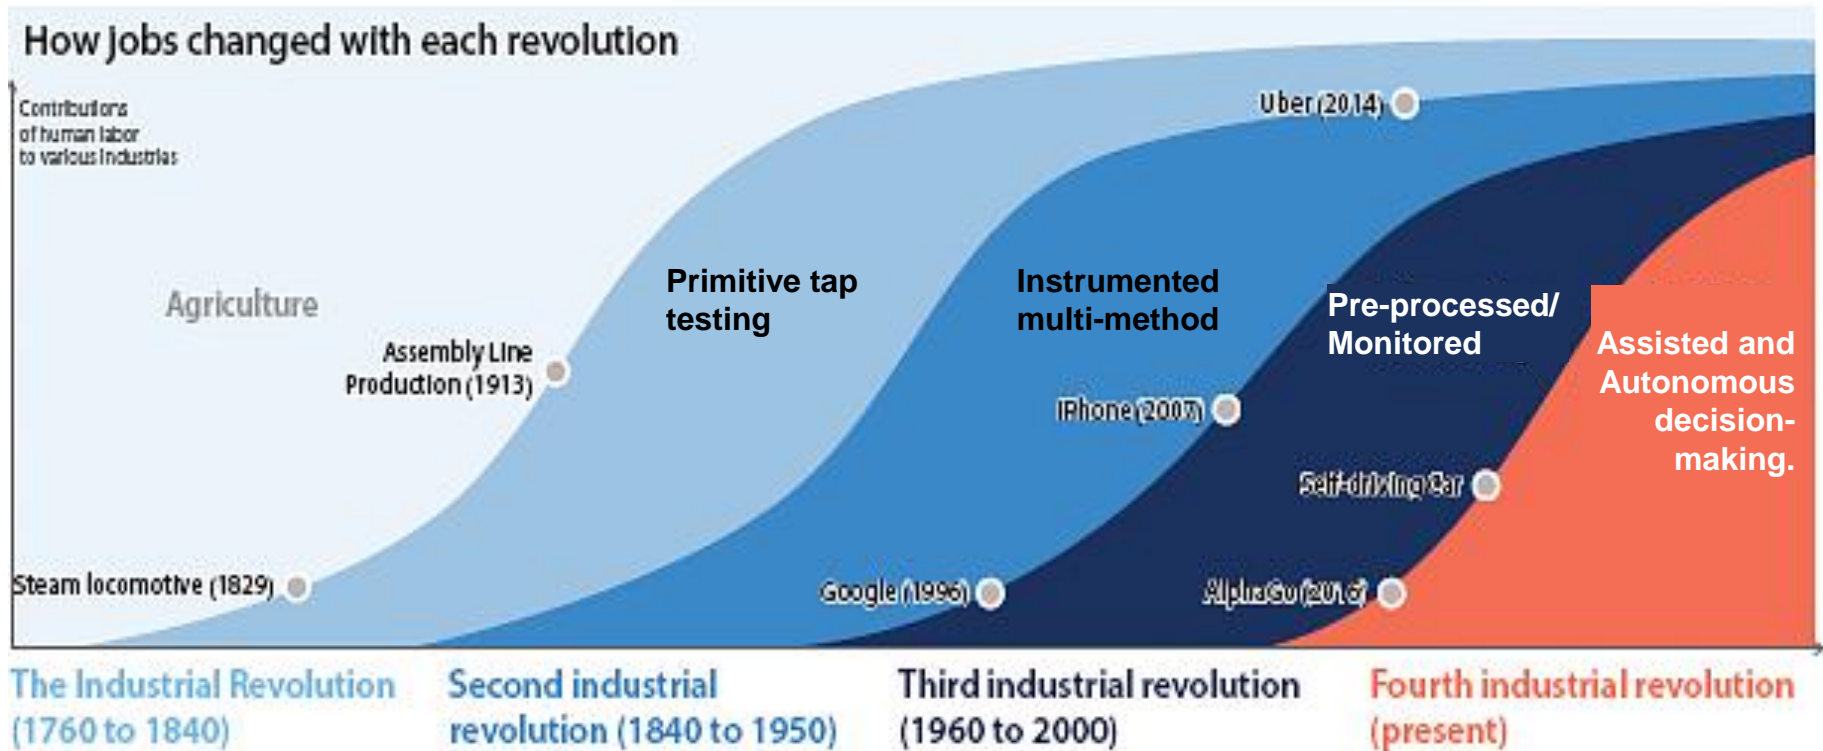 How jobs changed with each revolution
Contributions
of human labor
to various industries
Uber (2014)
Agriculture
Primitive tap
testing
Instrumented
multi-method
Pre-processed/
Monitored
Assisted and
Autonomous
decision-
making.
Assembly Line
Production (1913)
iPhone (2007)
Self-driving Car
Steam locomotive (1829)
Google (1996)
AlphaGo (2016)
The Industrial Revolution
(1760 to 1840)
Second industrial
revolution (1840 to 1950)
Third industrial revolution
(1960 to 2000)
Fourth industrial revolution
(present)